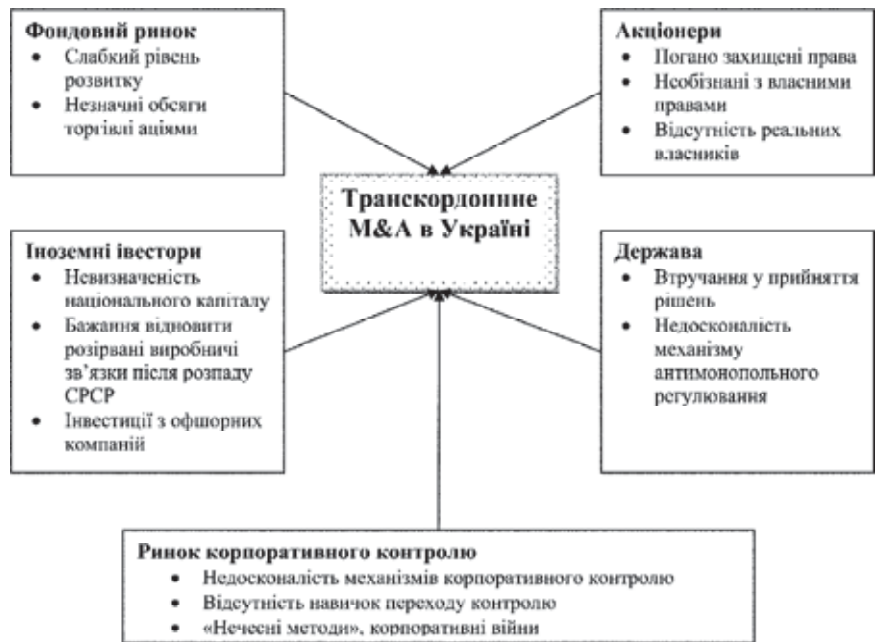 Фондовий ринок
• Слабкий рівень
розвитку
• Незначні обсяги
торгівлі аціями
Акціонери
• Погано захищені права
• Необізнані з власними
правами
• Відсутність реальних
власників
Транскордонне
M&A в Україні
Іноземні івестори
• Невизначеність
національного капіталу
• Бажання відновити
розірвані виробничі
зв’язки після розпаду
СРСР
• Інвестиції з офшорних
компаній
Держава
• Втручання у прийняття
рішень
• Недосконалість
механізму
антимонопольного
регулювання
Ринок корпоративного контролю
• Недосконалість механізмів корпоративного контролю
• Відсутність навичок переходу контролю
• «Нечесні методи», корпоративні війни